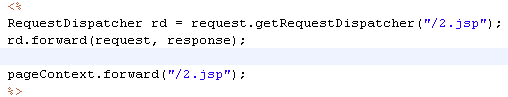 <%
RequestDispatcher rd = request.getRequestDispatcher("/2.jsp");
rd.forward(request, response);
pageContext.forward("/2.jsp");
%>